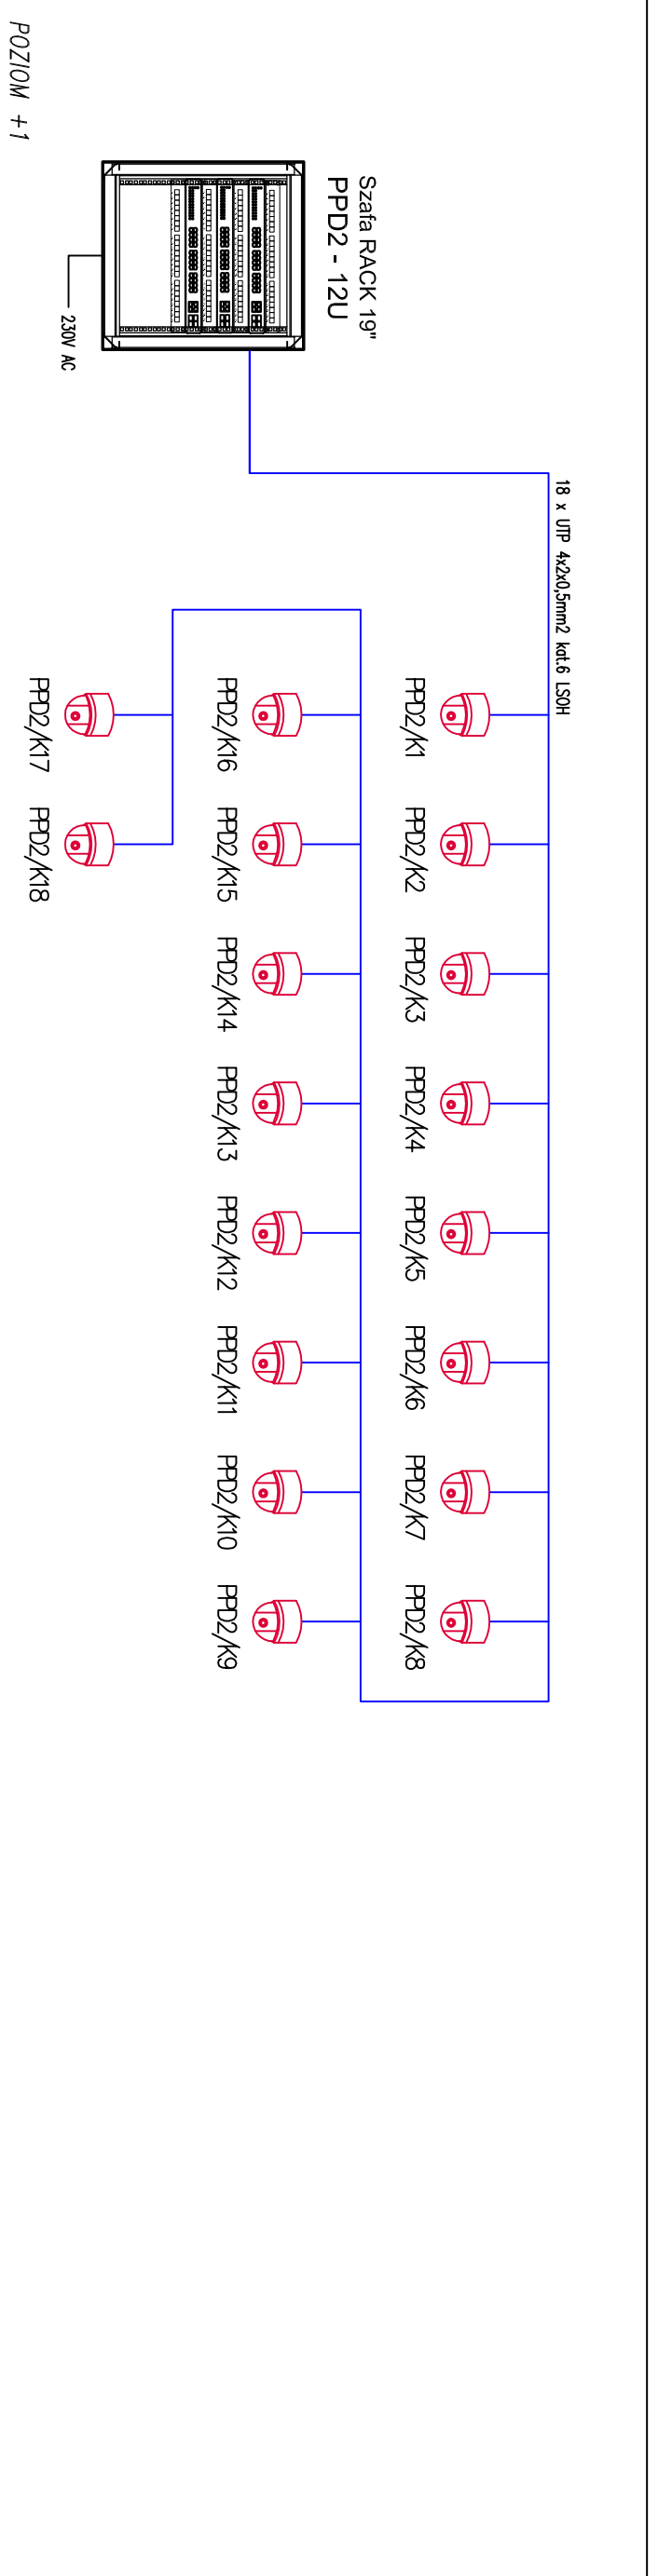 Szafa RACK 19"
PPD2 - 12U
18 x UTP 4x2x0,5mm2 kat.6 LSOH
230V AC
PPD2/K1
PPD2/K2
PPD2/K3
PPD2/K4
PPD2/K5
PPD2/K6
PPD2/K7
PPD2/K8
PPD2/K16
PPD2/K15
PPD2/K14
PPD2/K13
PPD2/K12
PPD2/K11
PPD2/K10
PPD2/K9
PPD2/K17
PPD2/K18
POZIOM +1